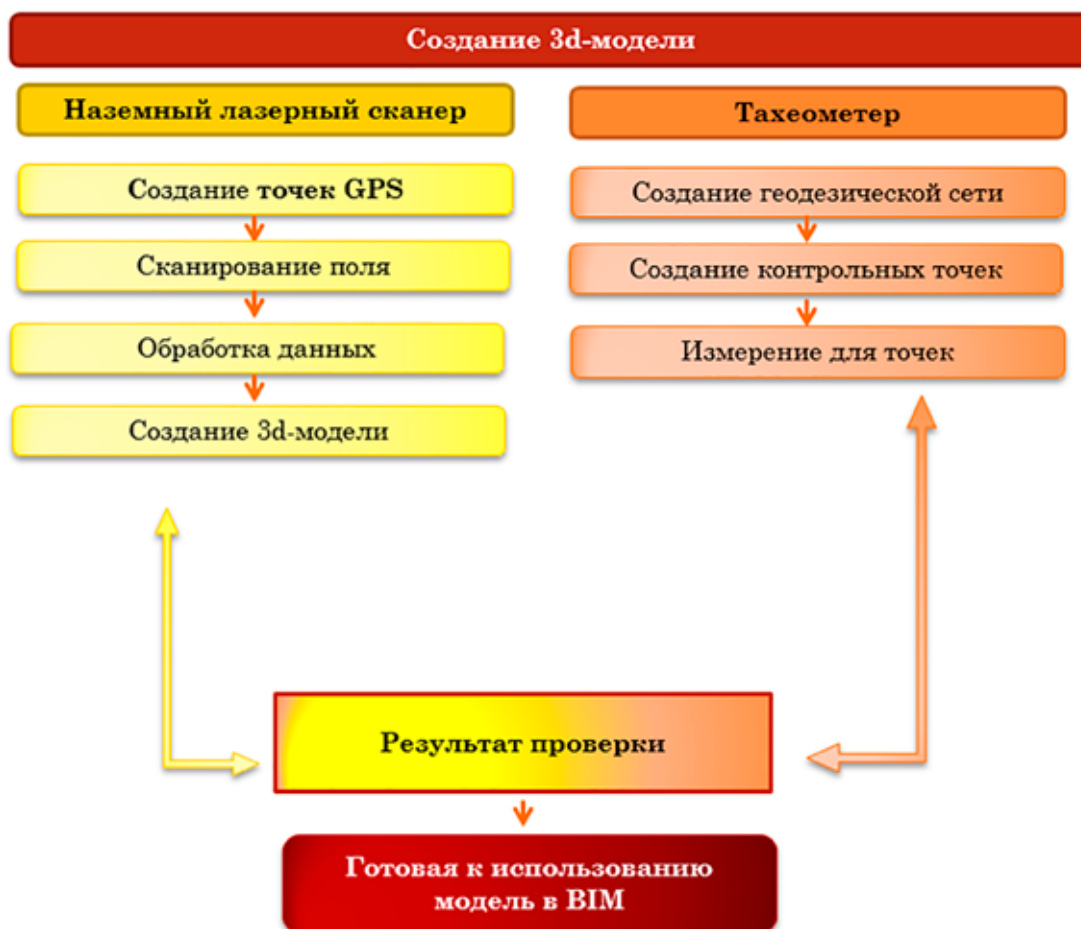 Создание 3d-модели
Наземный лазерный сканер
Создание точек GPS
Сканирование поля
Обработка данных
Создание 3d-модели
Тахеометер
Создание геодезической сети
Создание контрольных точек
Измерение для точек
Результат проверки
Готовая к использованию
модель в BIM